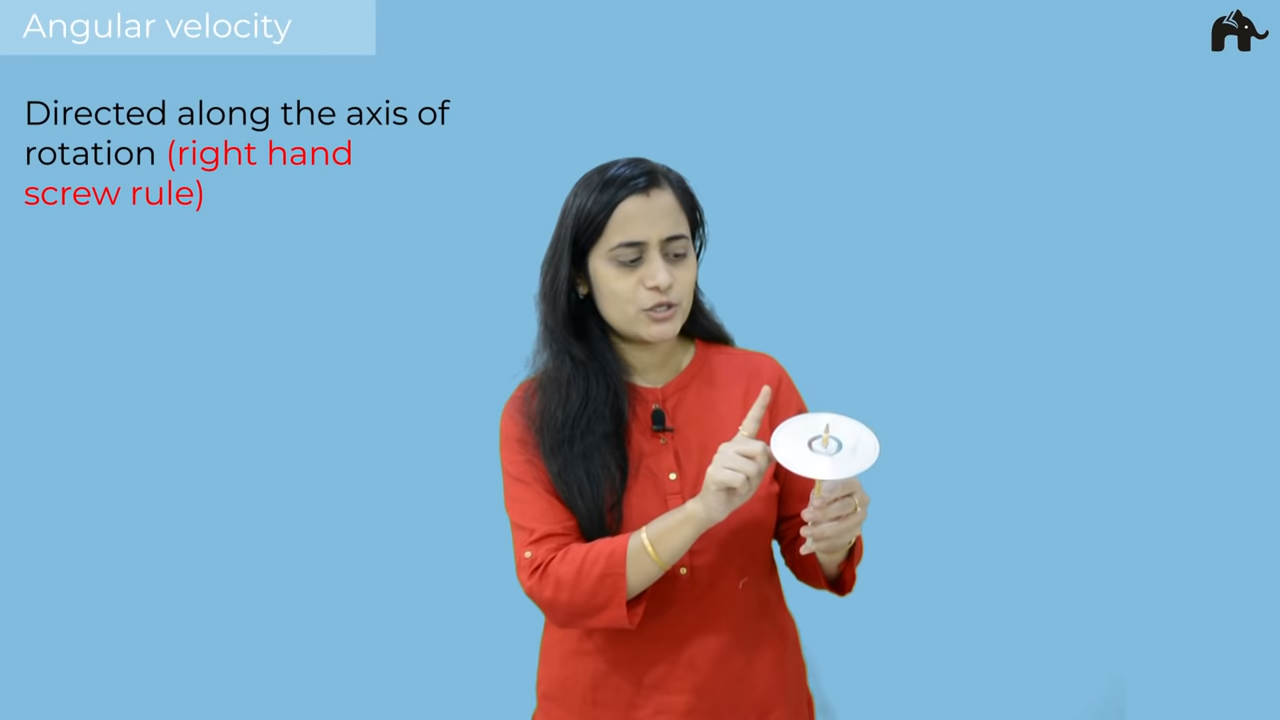 Angular velocity
Directed along the axis of
rotation (right hand
screw rule)